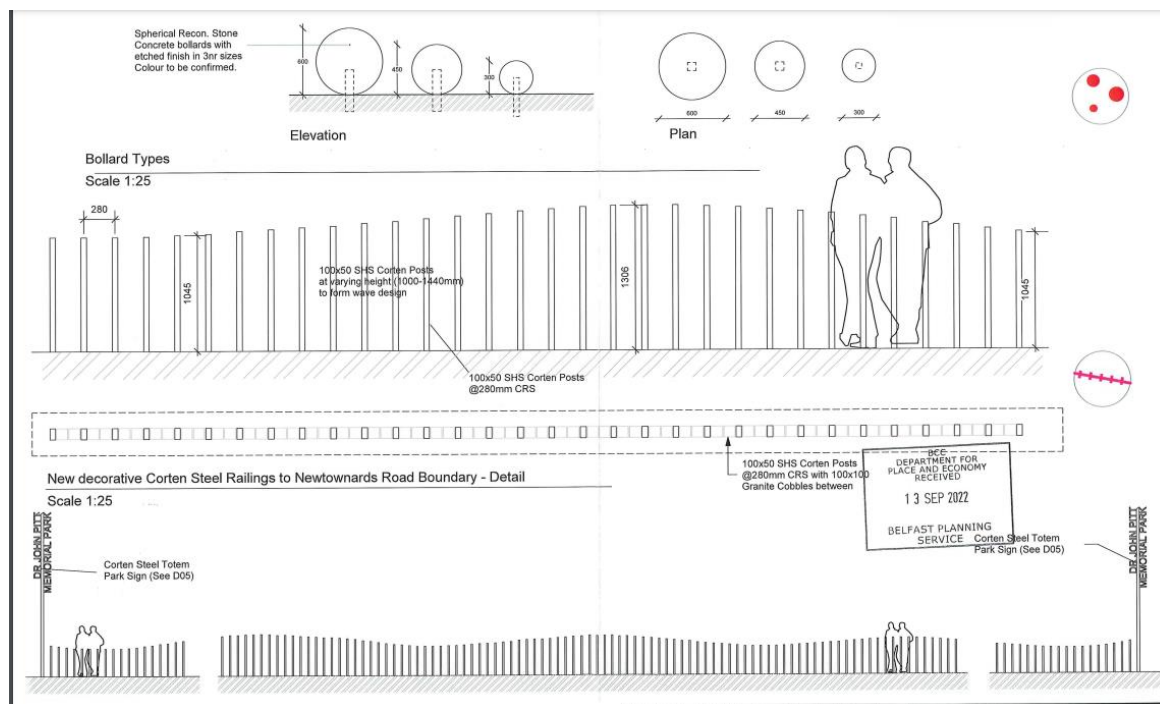 Spherical Recon. Stone
Concrete bollards with
etched finish in 3nr sizes
Colour to be confirmed.
600
450
300
600
450
300
Elevation
Plan
Bollard Types
Scale 1:25
280
1045
100x50 SHS Corten Posts
at varying height (1000-1440mm)
to form wave design
1306
1045
100x50 SHS Corten Posts
@280mm CRS
100x50 SHS Corten Posts
@280mm CRS with 100x100
Granite Cobbles between
New decorative Corten Steel Railings to Newtownards Road Boundary - Detail
Scale 1:25
BCC
DEPARTMENT FOR
PLACE AND ECONOMY
RECEIVED
13 SEP 2022
BELFAST PLANNING
SERVICE
DR JOHN PITT
MEMORIAL PARK
Corten Steel Totem
Park Sign (See D05)
Corten Steel Totem
Park Sign (See D05)
DR JOHN PITT
MEMORIAL PARK